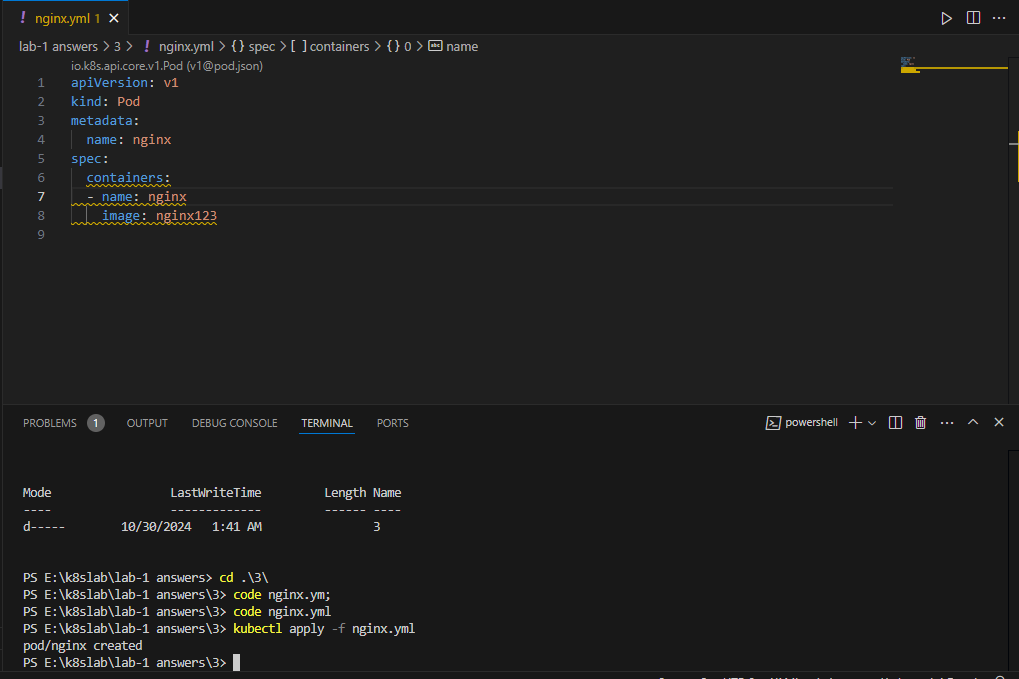 ! nginx.yml 1
lab-1 answers > 3 > ! nginx.yml > {} spec > [ ] containers > {} 0 > abc name
io.k8s.api.core.v1.Pod (v1@pod.json)
1 apiVersion: v1
2 kind: Pod
3 metadata:
4   name: nginx
5 spec:
6   containers:
7   - name: nginx
8     image: nginx123
9
PROBLEMS 1 OUTPUT DEBUG CONSOLE TERMINAL PORTS powershell
Mode LastWriteTime Length Name
---- ------------- ------ ----
d----- 10/30/2024 1:41 AM 3
PS E:\k8slab\lab-1 answers> cd .\3\
PS E:\k8slab\lab-1 answers\3> code nginx.ym;
PS E:\k8slab\lab-1 answers\3> code nginx.yml
PS E:\k8slab\lab-1 answers\3> kubectl apply -f nginx.yml
pod/nginx created
PS E:\k8slab\lab-1 answers\3>